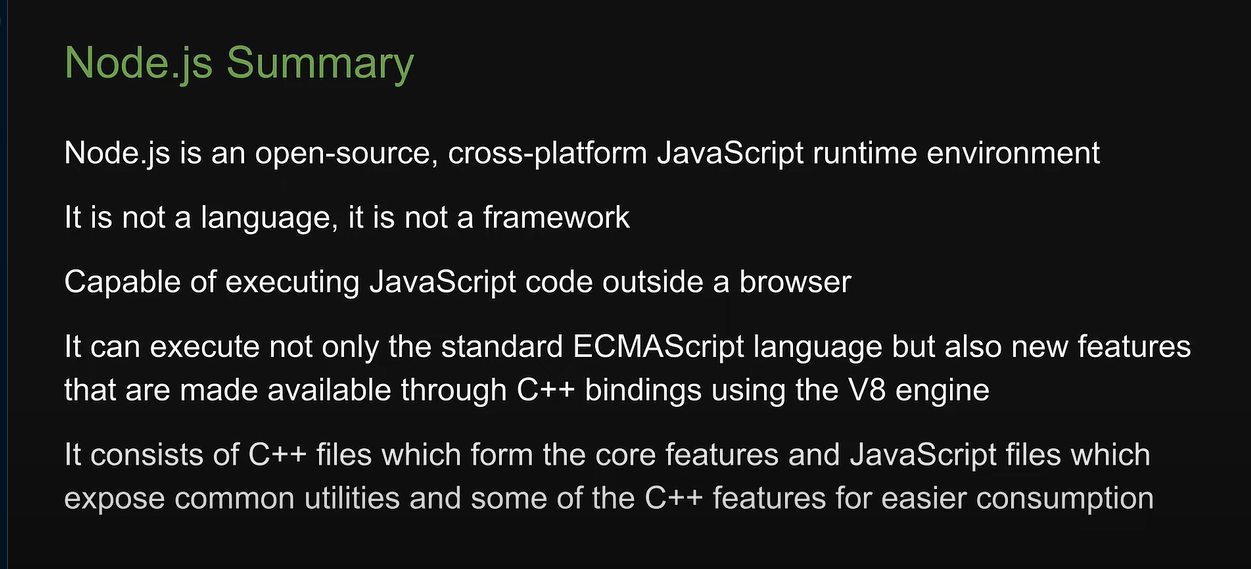 Node.js Summary
Node.js is an open-source, cross-platform JavaScript runtime environment
It is not a language, it is not a framework
Capable of executing JavaScript code outside a browser
It can execute not only the standard ECMAScript language but also new features
that are made available through C++ bindings using the V8 engine
It consists of C++ files which form the core features and JavaScript files which
expose common utilities and some of the C++ features for easier consumption